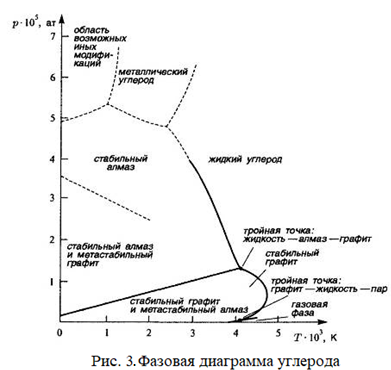 p·10⁵, ат
область
возможных
иных
модифи-
каций
металлический
углерод
7
6
5
4
3
2
1
0
стабильный
алмаз
жидкий углерод
стабильный алмаз
и метастабильный
графит
тройная точка:
жидкость—алмаз—графит
стабильный
графит
тройная точка:
графит—жидкость—пар
стабильный графит
и метастабильный алмаз
газовая
фаза
0 1 2 3 4 5 T·10³, К
Рис. 3.Фазовая диаграмма углерода